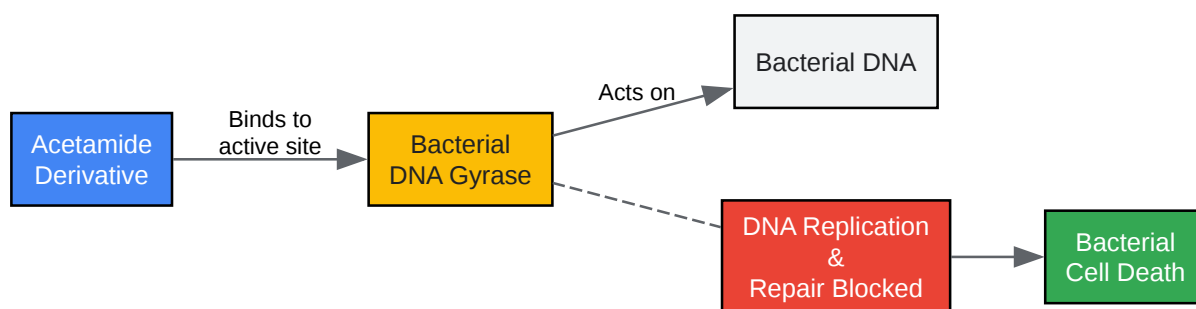 Acetamide
Derivative
Binds to
active site
Bacterial
DNA Gyrase
Acts on
Bacterial DNA
DNA Replication
&
Repair Blocked
Bacterial
Cell Death